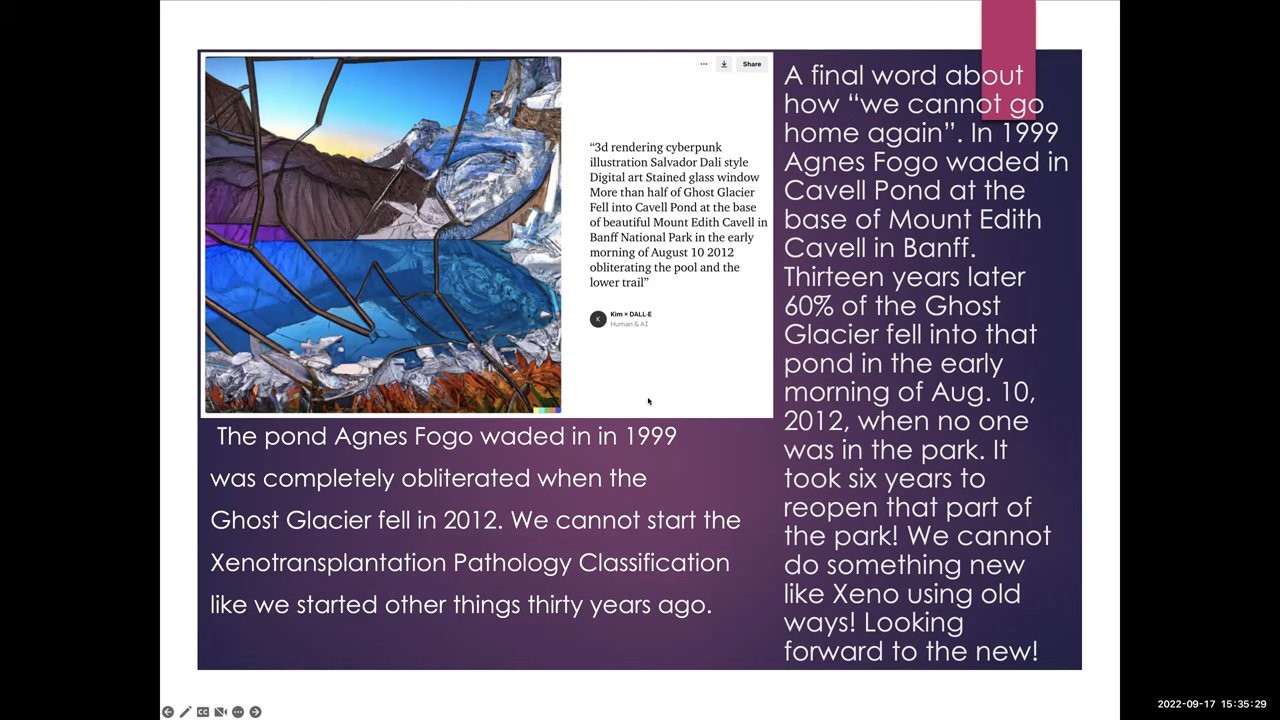 Share
“3d rendering cyberpunk
illustration Salvador Dali style
Digital art Stained glass window
More than half of Ghost Glacier
Fell into Cavell Pond at the base
of beautiful Mount Edith Cavell in
Banff National Park in the early
morning of August 10 2012
obliterating the pool and the
lower trail”
K
Kim × DALL·E
Human & AI
The pond Agnes Fogo waded in in 1999
was completely obliterated when the
Ghost Glacier fell in 2012. We cannot start the
Xenotransplantation Pathology Classification
like we started other things thirty years ago.
A final word about
how “we cannot go
home again”. In 1999
Agnes Fogo waded in
Cavell Pond at the
base of Mount Edith
Cavell in Banff.
Thirteen years later
60% of the Ghost
Glacier fell into that
pond in the early
morning of Aug. 10,
2012, when no one
was in the park. It
took six years to
reopen that part of
the park! We cannot
do something new
like Xeno using old
ways! Looking
forward to the new!
CC
2022-09-17 15:35:29